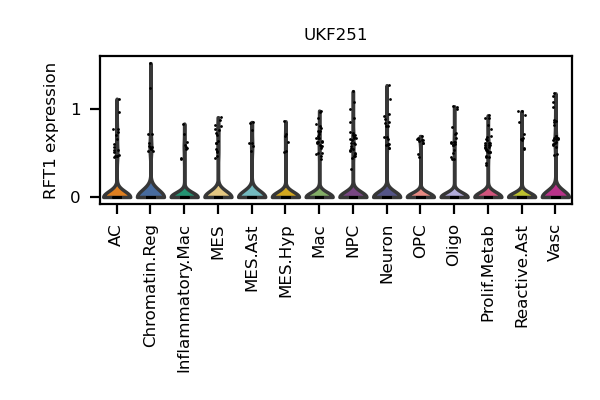 UKF251
RFT1 expression
1
0
AC
Chromatin.Reg
Inflammatory.Mac
MES
MES.Ast
MES.Hyp
Mac
NPC
Neuron
OPC
Oligo
Prolif.Metab
Reactive.Ast
Vasc